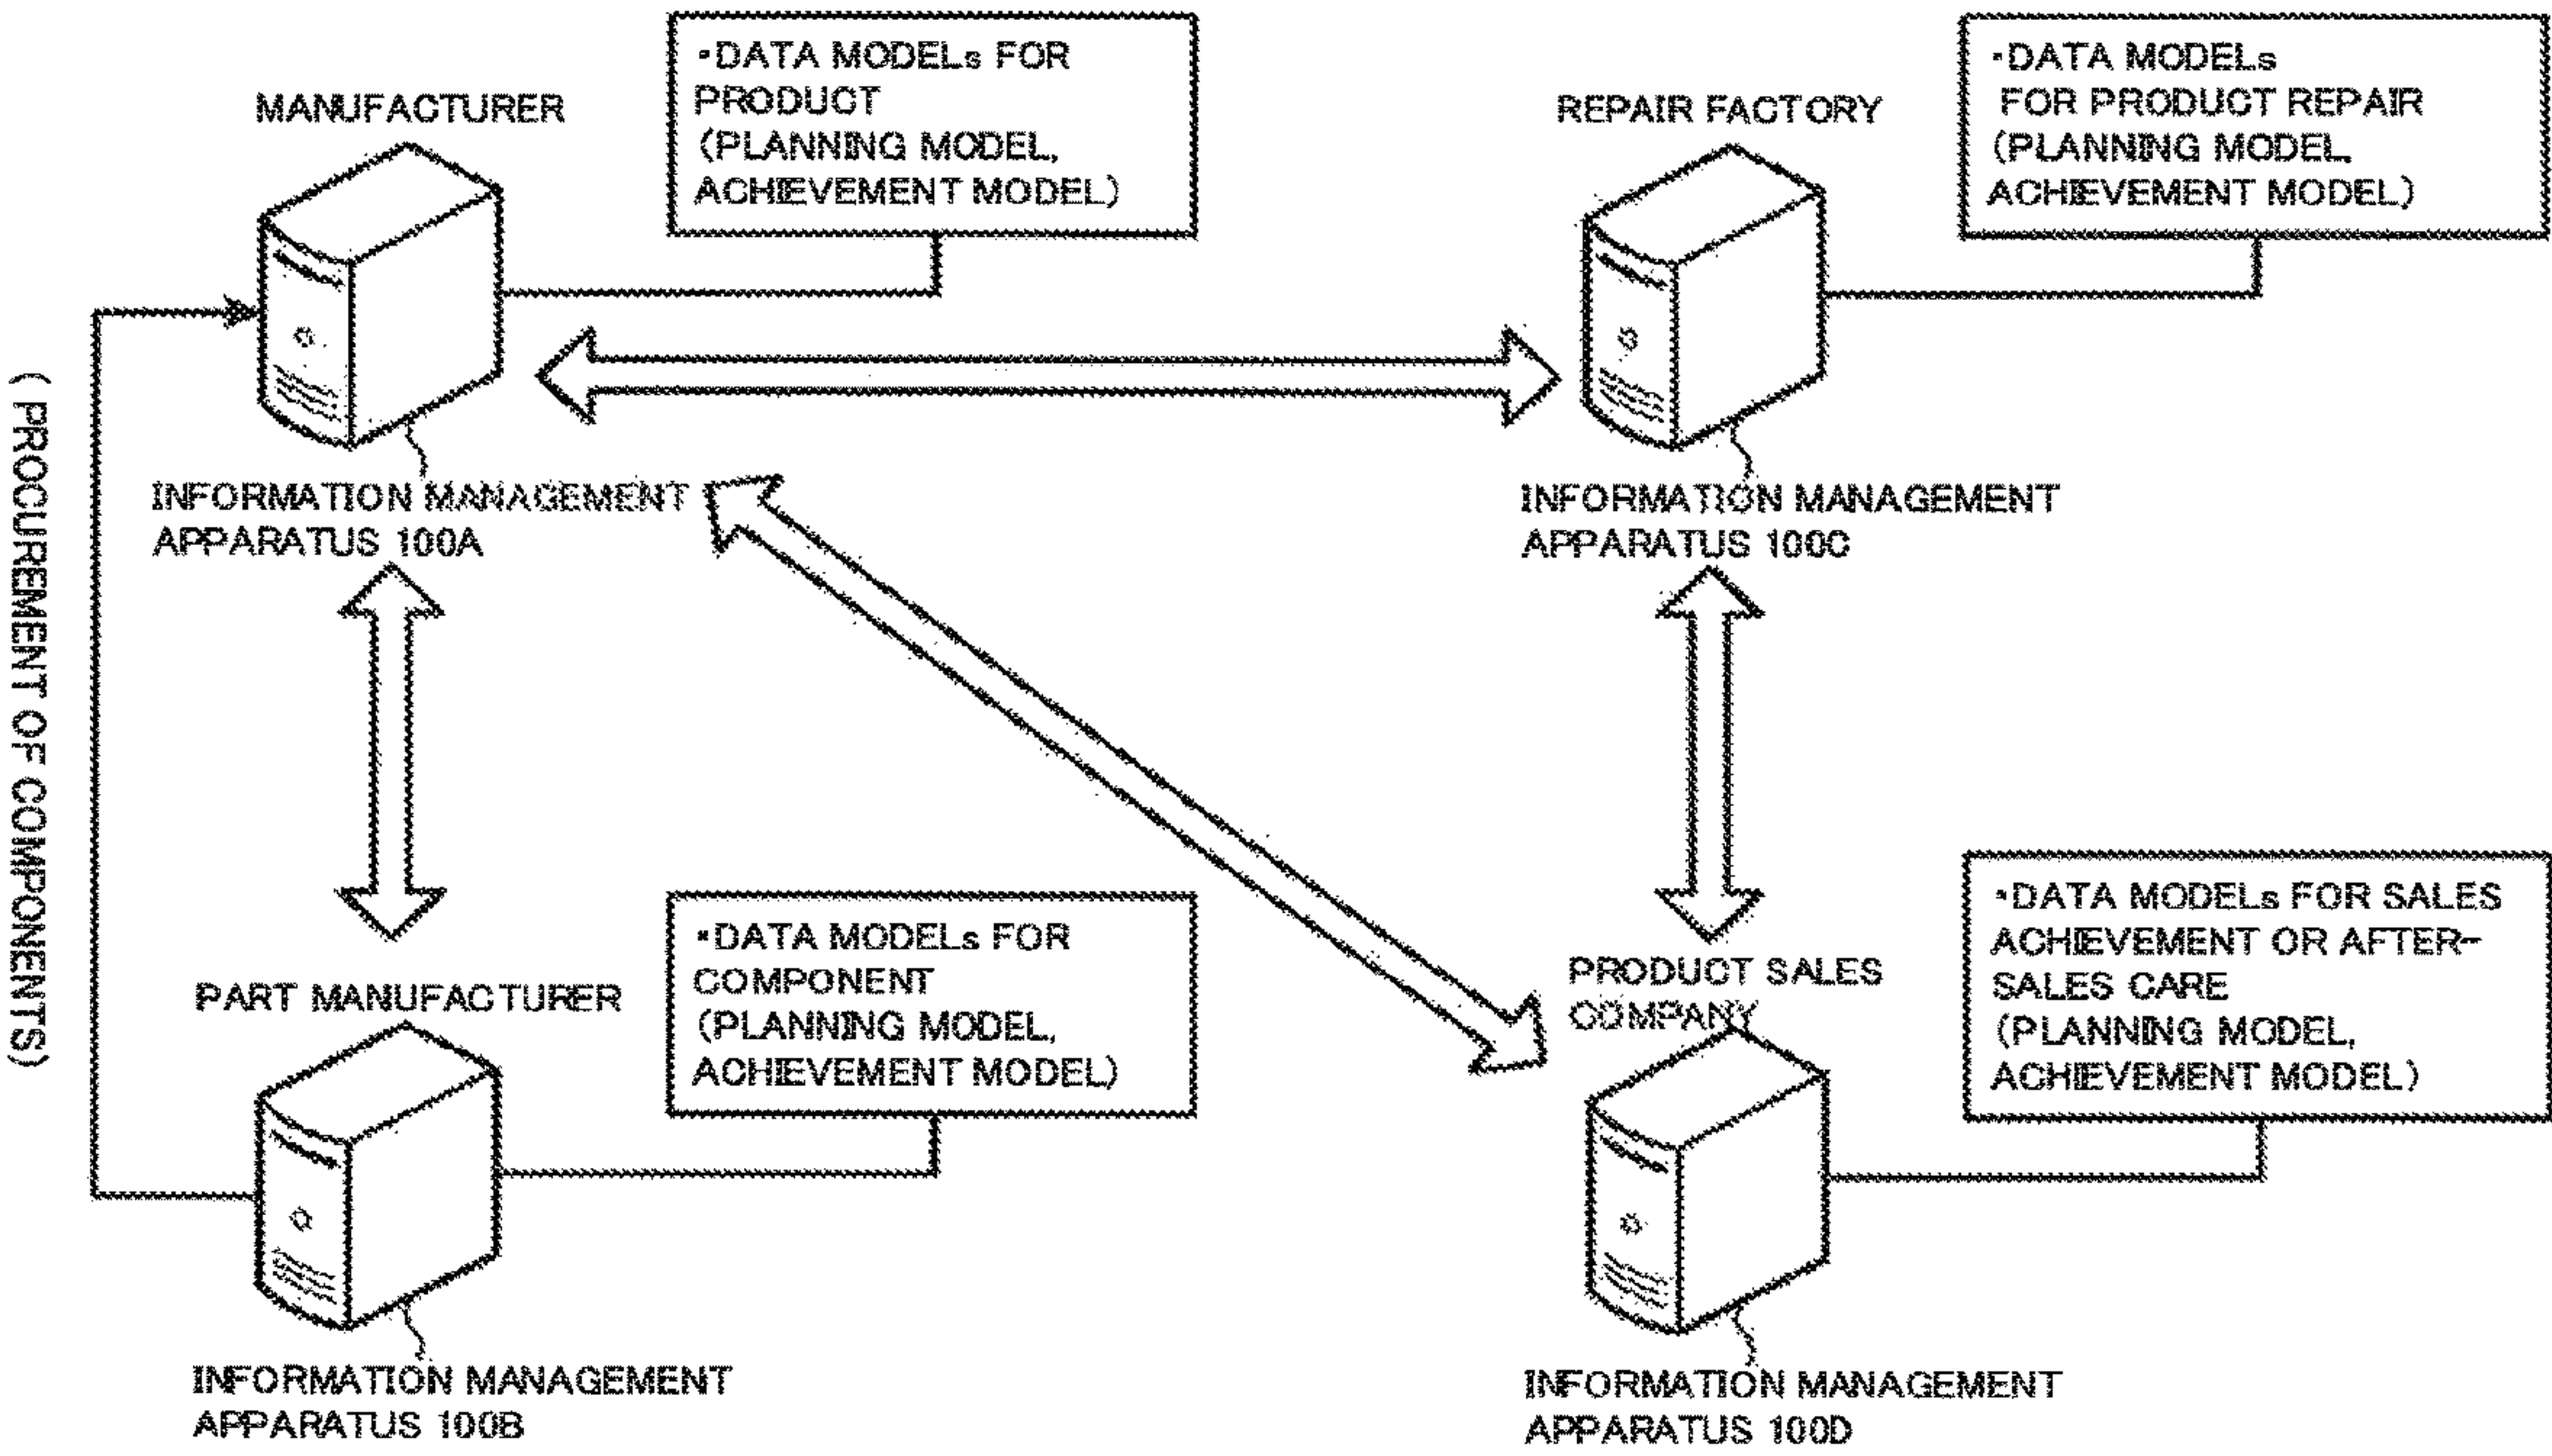 MANUFACTURER
・DATA MODELs FOR
PRODUCT
(PLANNING MODEL,
ACHIEVEMENT MODEL)
REPAIR FACTORY
・DATA MODELs
FOR PRODUCT REPAIR
(PLANNING MODEL,
ACHIEVEMENT MODEL)
INFORMATION MANAGEMENT
APPARATUS 100A
INFORMATION MANAGEMENT
APPARATUS 100C
( PROCUREMENT OF COMPONENTS)
PART MANUFACTURER
・DATA MODELs FOR
COMPONENT
(PLANNING MODEL,
ACHIEVEMENT MODEL)
PRODUCT SALES
COMPANY
・DATA MODELs FOR SALES
ACHIEVEMENT OR AFTER-
SALES CARE
(PLANNING MODEL,
ACHIEVEMENT MODEL)
INFORMATION MANAGEMENT
APPARATUS 100B
INFORMATION MANAGEMENT
APPARATUS 100D